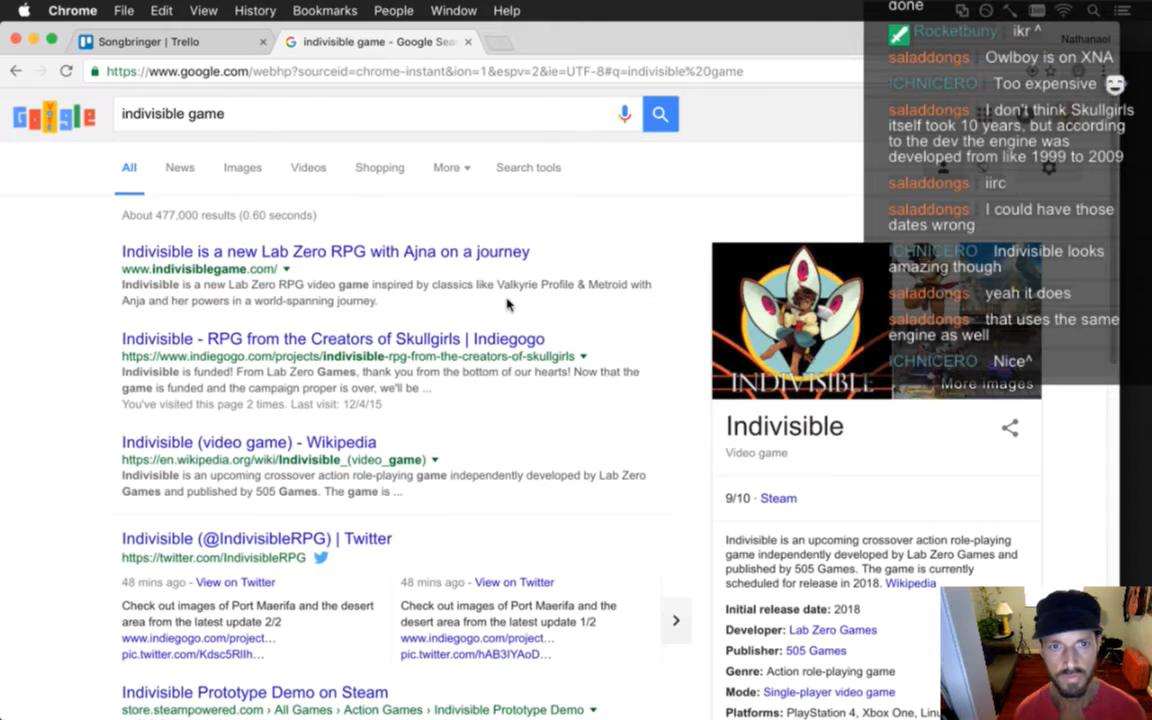 Chrome File Edit View History Bookmarks People Window Help
done
Rocketbuny ikr ^
Songbringer | Trello
indivisible game - Google Sea
Nathanael
saladdongs Owlboy is on XNA
https://www.google.com/webhp?sourceid=chrome-instant&ion=1&espv=2&ie=UTF-8#q=indivisible%20game
ICHNICERO Too expensive
saladdongs I don't think Skullgirls
itself took 10 years, but according
to the dev the engine was
developed from like 1999 to 2009
indivisible game
All News Images Videos Shopping More Search tools
saladdongs iirc
saladdongs I could have those
dates wrong
About 477,000 results (0.60 seconds)
ICHNICERO Indivisible looks
amazing though
saladdongs yeah it does
saladdongs that uses the same
engine as well
ICHNICERO Nice^
More images
INDIVISIBLE
Indivisible is a new Lab Zero RPG with Ajna on a journey
www.indivisiblegame.com/
Indivisible is a new Lab Zero RPG video game inspired by classics like Valkyrie Profile & Metroid with
Anja and her powers in a world-spanning journey.
Indivisible - RPG from the Creators of Skullgirls | Indiegogo
https://www.indiegogo.com/projects/indivisible-rpg-from-the-creators-of-skullgirls
Indivisible is funded! From Lab Zero Games, thank you from the bottom of our hearts! Now that the
game is funded and the campaign proper is over, we'll be ...
You've visited this page 2 times. Last visit: 12/4/15
Indivisible (video game) - Wikipedia
https://en.wikipedia.org/wiki/Indivisible_(video_game)
Indivisible is an upcoming crossover action role-playing game independently developed by Lab Zero
Games and published by 505 Games. The game is ...
Indivisible (@IndivisibleRPG) | Twitter
https://twitter.com/IndivisibleRPG
48 mins ago - View on Twitter
Check out images of Port Maerifa and the desert
area from the latest update 2/2
www.indiegogo.com/project...
pic.twitter.com/Kdsc5RIIh...
48 mins ago - View on Twitter
Check out images of Port Maerifa and the
desert area from the latest update 1/2
www.indiegogo.com/project...
pic.twitter.com/hAB3IYAoD...
Indivisible Prototype Demo on Steam
store.steampowered.com › All Games › Action Games › Indivisible Prototype Demo
Indivisible
Video game
9/10 · Steam
Indivisible is an upcoming crossover action role-playing
game independently developed by Lab Zero Games and
published by 505 Games. The game is currently
scheduled for release in 2018. Wikipedia
Initial release date: 2018
Developer: Lab Zero Games
Publisher: 505 Games
Genre: Action role-playing game
Mode: Single-player video game
Platforms: PlayStation 4, Xbox One, Linu